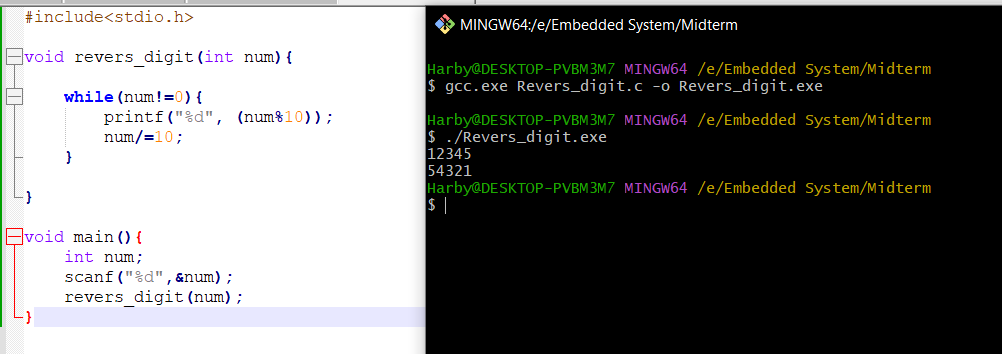 #include<stdio.h>
void revers_digit(int num){
while(num!=0){
printf("%d", (num%10));
num/=10;
}
}
void main(){
int num;
scanf("%d",&num);
revers_digit(num);
}
MINGW64:/e/Embedded System/Midterm
Harby@DESKTOP-PVBM3M7 MINGW64 /e/Embedded System/Midterm
$ gcc.exe Revers_digit.c -o Revers_digit.exe
Harby@DESKTOP-PVBM3M7 MINGW64 /e/Embedded System/Midterm
$ ./Revers_digit.exe
12345
54321
Harby@DESKTOP-PVBM3M7 MINGW64 /e/Embedded System/Midterm
$